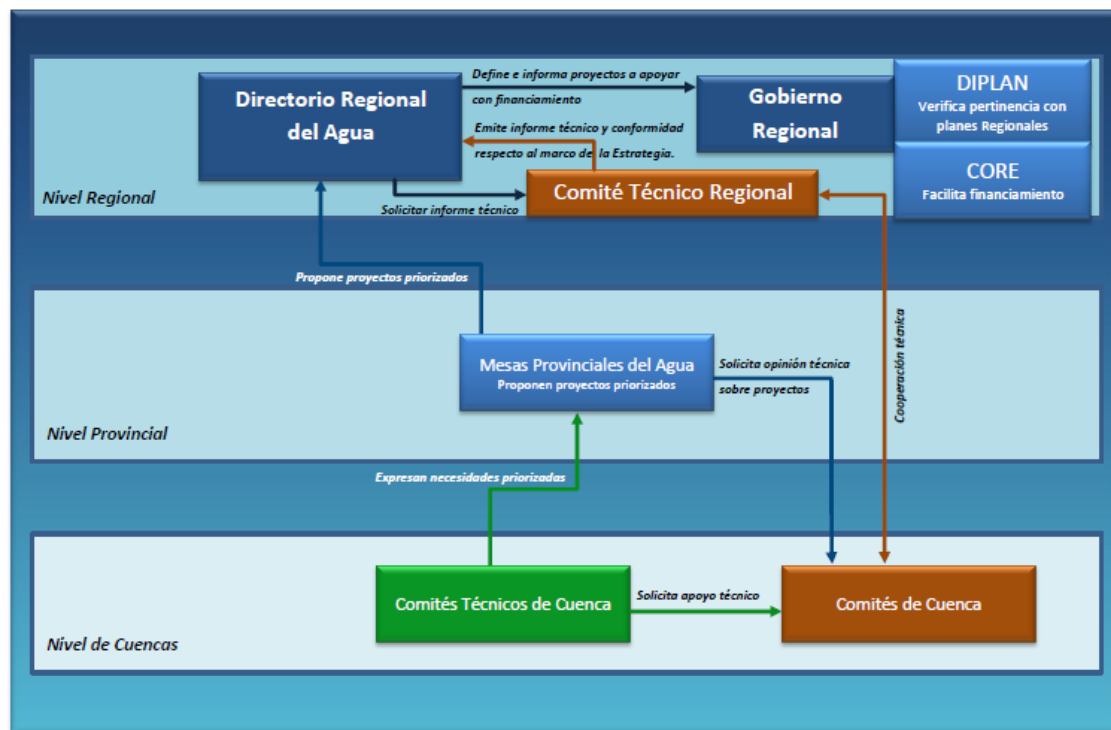 Directorio Regional
del Agua
Define e informa proyectos a apoyar
con financiamiento
Gobierno
Regional
DIPLAN
Verifica pertinencia con
planes Regionales
CORE
Facilita financiamiento
Emite informe técnico y conformidad
respecto al marco de la Estrategia.
Comité Técnico Regional
Solicitar informe técnico
Nivel Regional
Propone proyectos priorizados
Mesas Provinciales del Agua
Proponen proyectos priorizados
Solicita opinión técnica
sobre proyectos
Cooperación técnica
Nivel Provincial
Expresan necesidades priorizadas
Comités Técnicos de Cuenca
Solicita apoyo técnico
Comités de Cuenca
Nivel de Cuencas